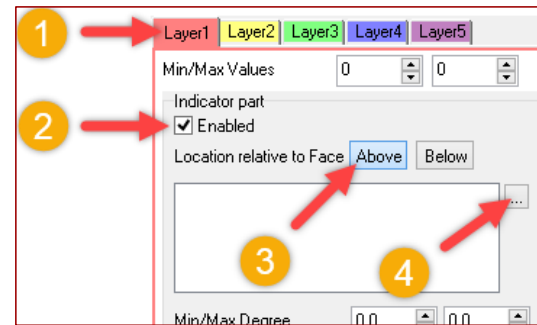 1
Layer1 Layer2 Layer3 Layer4 Layer5
Min/Max Values 0 0
Indicator part
2
Enabled
Location relative to Face Above Below
...
3
4
Min/Max Degree 0.0 0.0